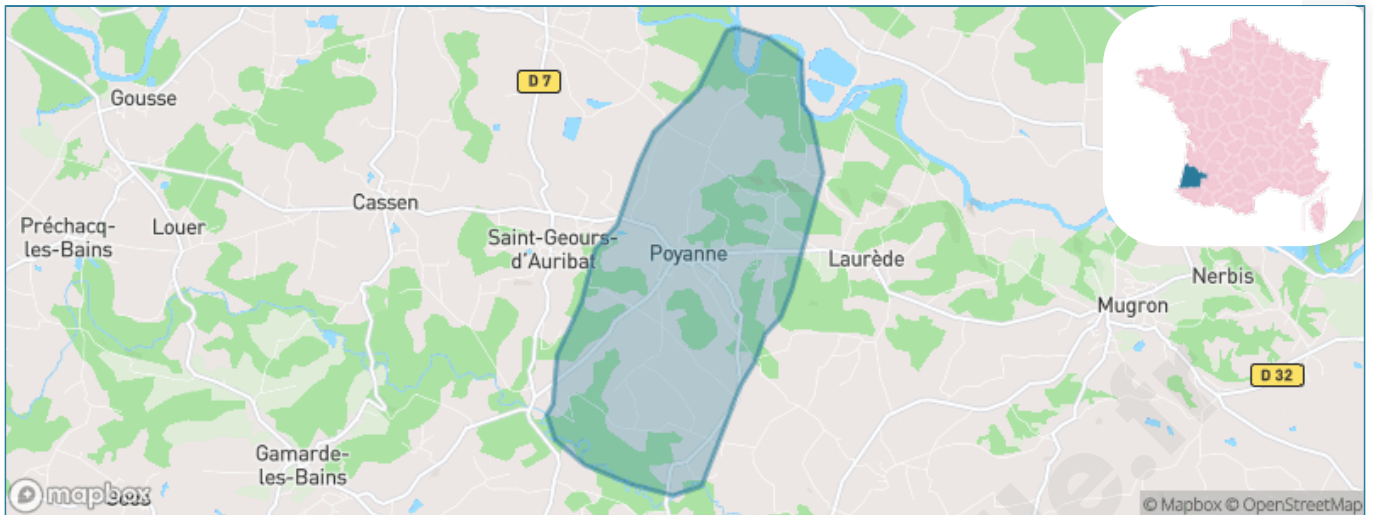 D 7
Gousse
Cassen
Préchacq-
les-Bains
Louer
Saint-Geours-
d'Auribat
Poyanne
Laurède
Nerbis
Mugron
D 32
Gamarde-
les-Bains
mapbox
© Mapbox © OpenStreetMap